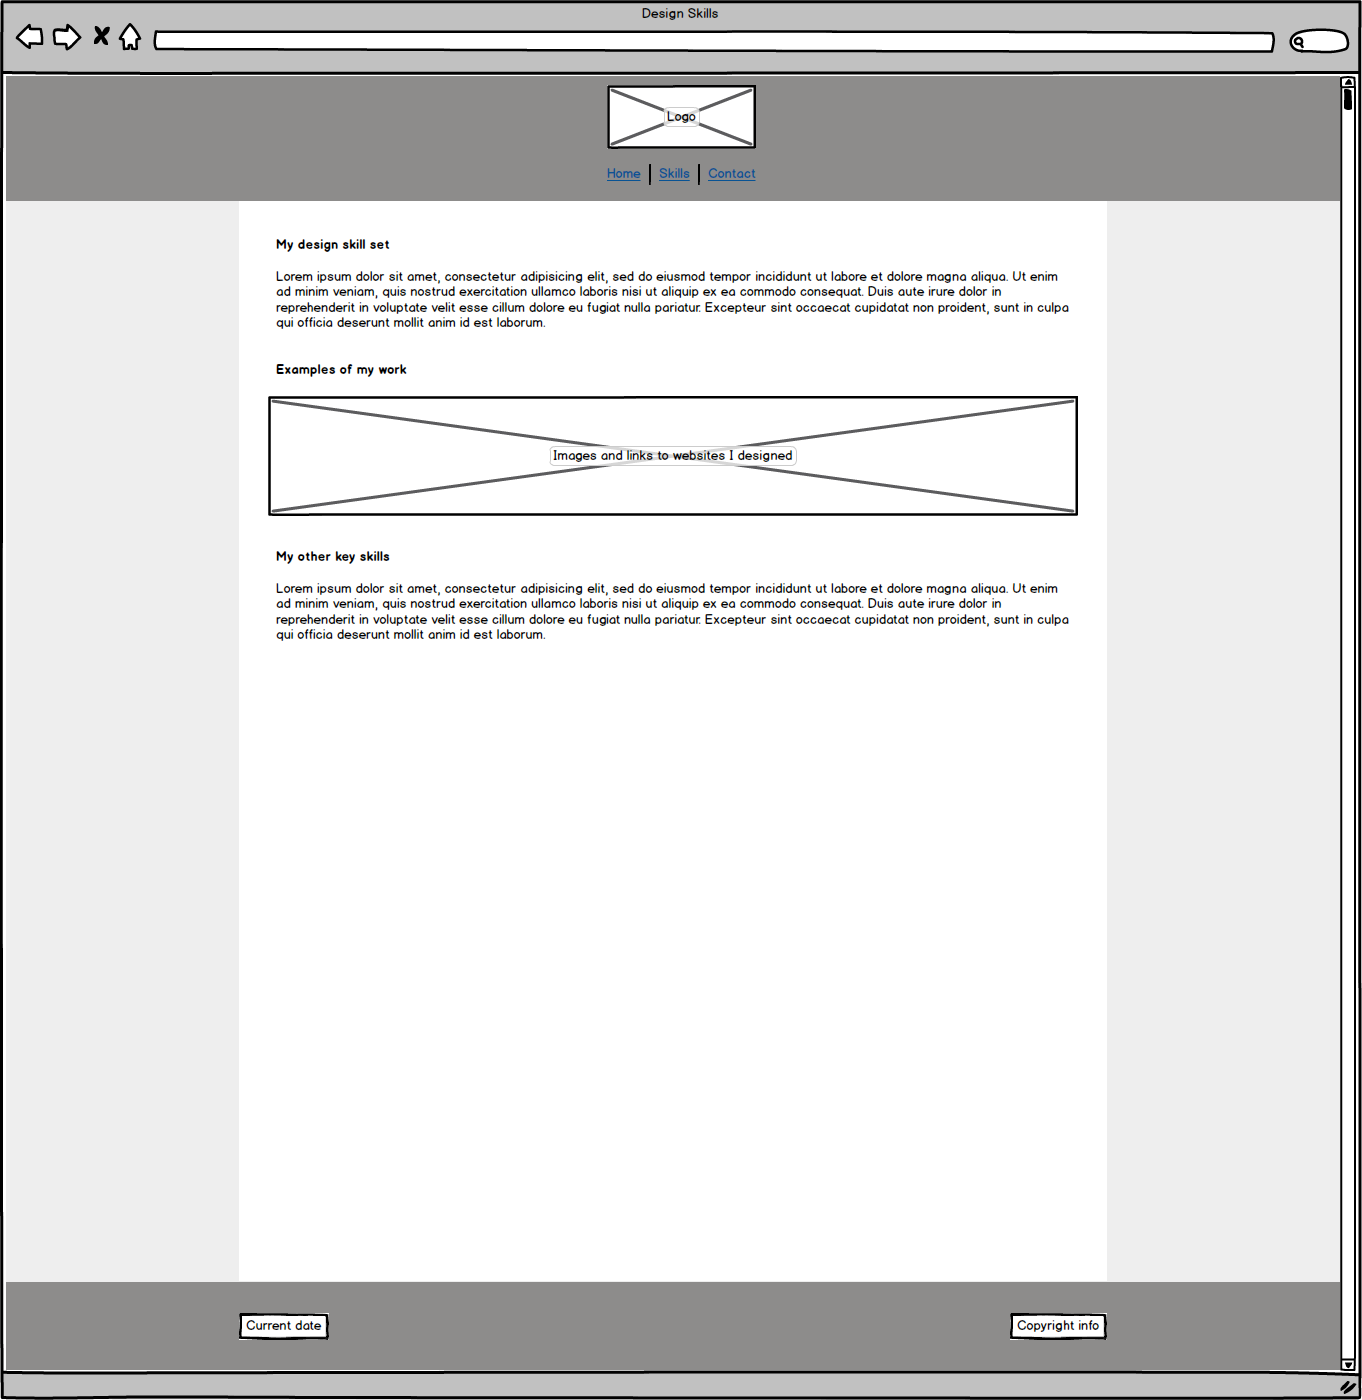 Design Skills
Logo
Home | Skills | Contact
My design skill set
Lorem ipsum dolor sit amet, consectetur adipisicing elit, sed do eiusmod tempor incididunt ut labore et dolore magna aliqua. Ut enim
ad minim veniam, quis nostrud exercitation ullamco laboris nisi ut aliquip ex ea commodo consequat. Duis aute irure dolor in
reprehenderit in voluptate velit esse cillum dolore eu fugiat nulla pariatur. Excepteur sint occaecat cupidatat non proident, sunt in culpa
qui officia deserunt mollit anim id est laborum.
Examples of my work
Images and links to websites I designed
My other key skills
Lorem ipsum dolor sit amet, consectetur adipisicing elit, sed do eiusmod tempor incididunt ut labore et dolore magna aliqua. Ut enim
ad minim veniam, quis nostrud exercitation ullamco laboris nisi ut aliquip ex ea commodo consequat. Duis aute irure dolor in
reprehenderit in voluptate velit esse cillum dolore eu fugiat nulla pariatur. Excepteur sint occaecat cupidatat non proident, sunt in culpa
qui officia deserunt mollit anim id est laborum.
Current date
Copyright info